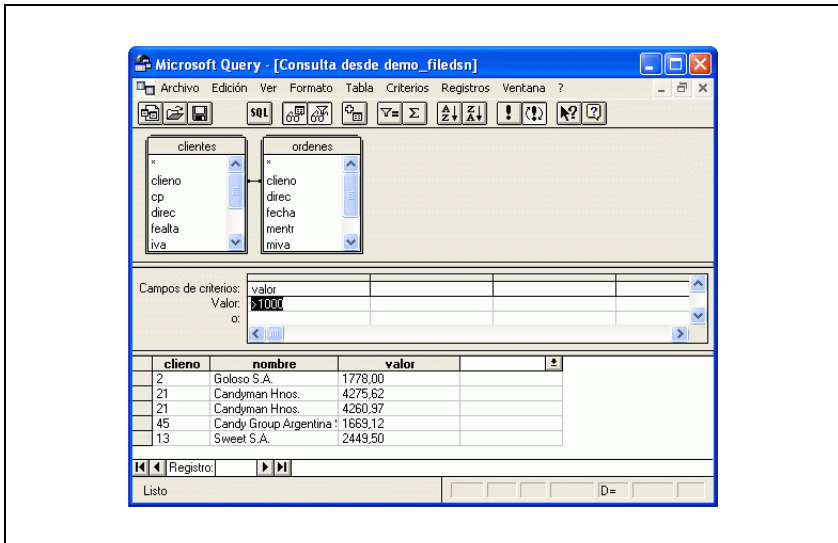 Microsoft Query - [Consulta desde demo_filedsn]
Archivo Edición Ver Formato Tabla Criterios Registros Ventana ?
SQL
clientes
*
clieno
cp
direc
fealta
iva
ordenes
*
clieno
direc
fecha
mentr
miva
Campos de criterios: valor
Valor: >1000
o:
clieno nombre valor
2 Goloso S.A. 1778,00
21 Candyman Hnos. 4275,62
21 Candyman Hnos. 4260,97
45 Candy Group Argentina 1669,12
13 Sweet S.A. 2449,50
Registro:
Listo D=